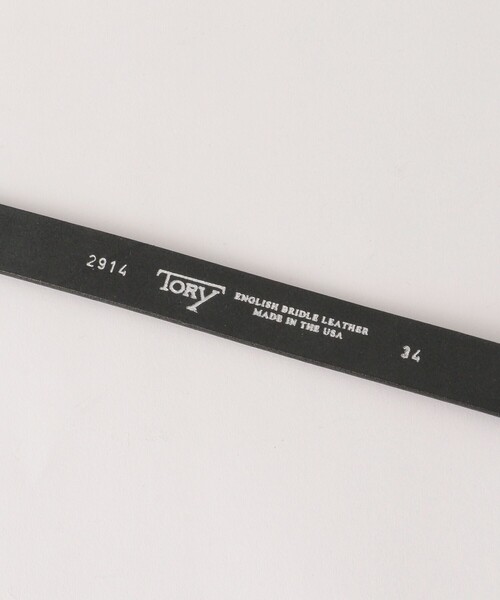 2914
TORY
ENGLISH BRIDLE LEATHER
MADE IN THE USA
34